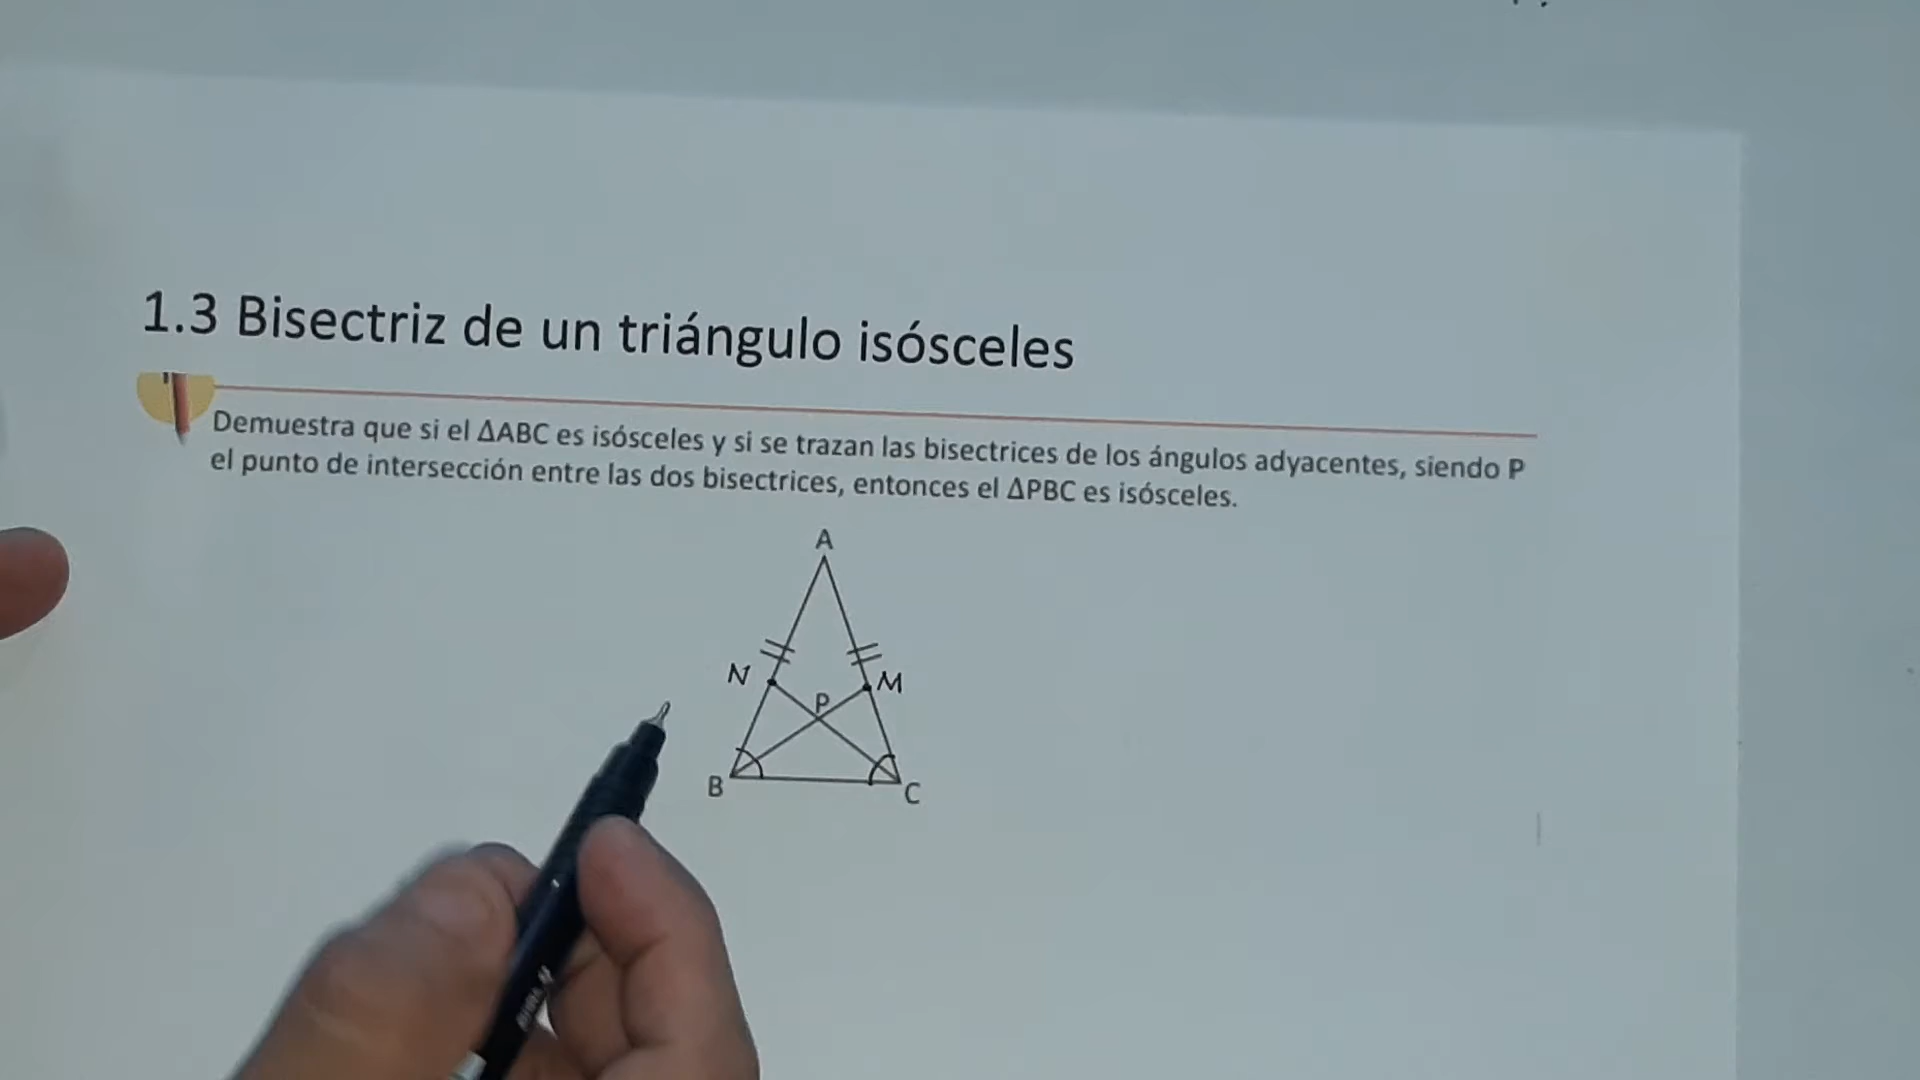 1.3 Bisectriz de un triángulo isósceles
Demuestra que si el ΔABC es isósceles y si se trazan las bisectrices de los ángulos adyacentes, siendo P
el punto de intersección entre las dos bisectrices, entonces el ΔPBC es isósceles.
A
N
M
P
B
C